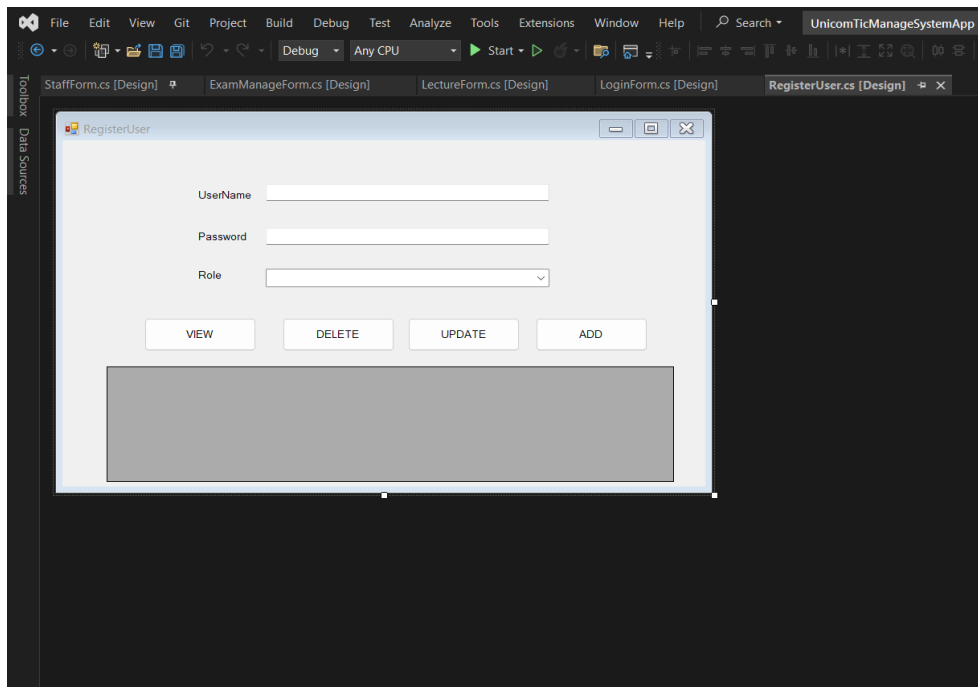 File Edit View Git Project Build Debug Test Analyze Tools Extensions Window Help Search UnicomTicManageSystemApp
Debug Any CPU Start
StaffForm.cs [Design] ExamManageForm.cs [Design] LectureForm.cs [Design] LoginForm.cs [Design] RegisterUser.cs [Design]
Toolbox
Data Sources
RegisterUser
UserName
Password
Role
VIEW DELETE UPDATE ADD